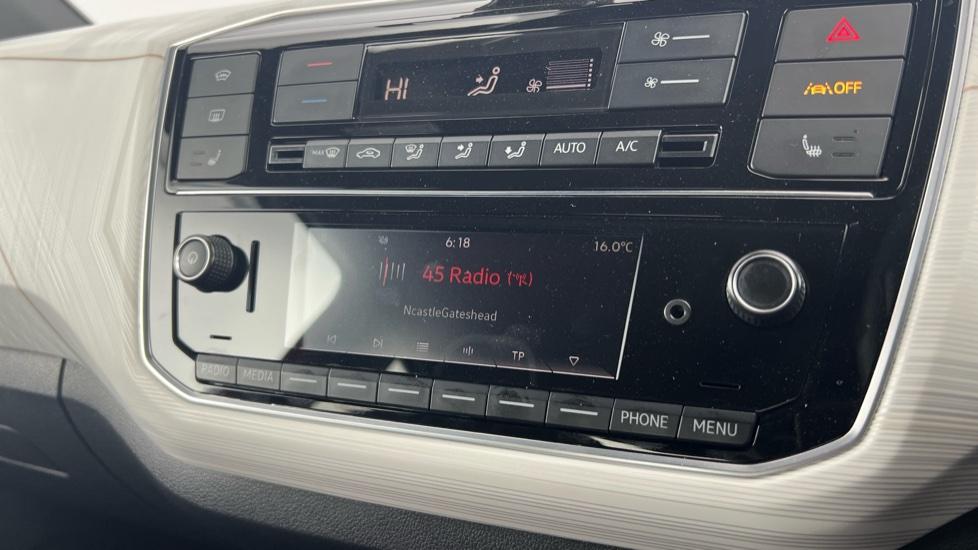 HI
OFF
MAX
AUTO
A/C
6:18
16.0°C
45 Radio
NcastleGateshead
TP
RADIO
MEDIA
PHONE
MENU